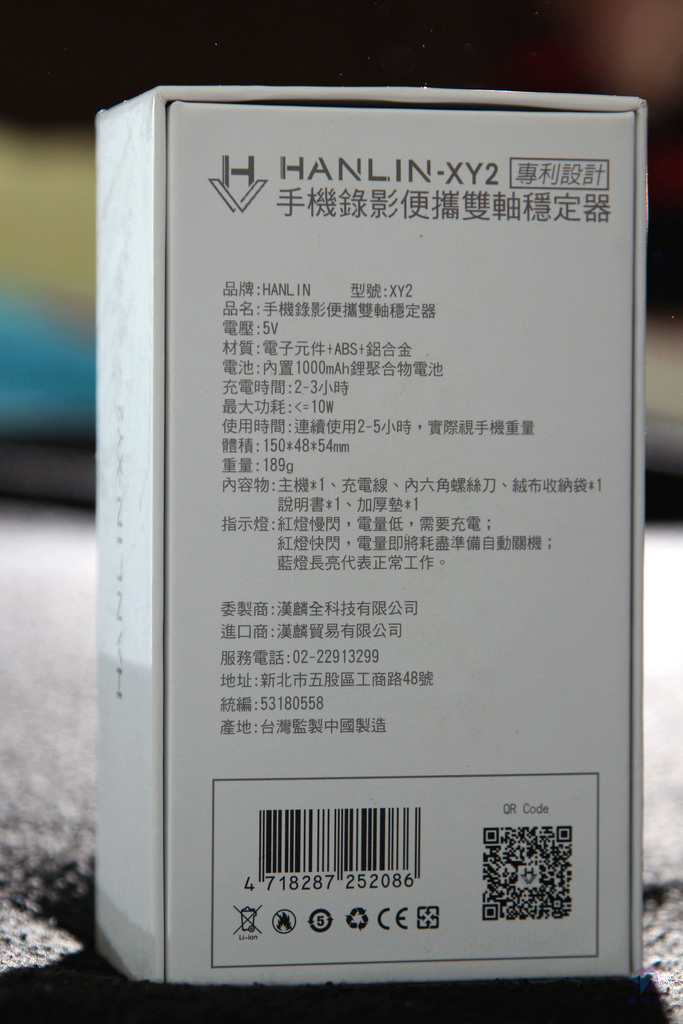 HANLIN-XY2 專利設計
手機錄影便攜雙軸穩定器
品牌:HANLIN 型號:XY2
品名:手機錄影便攜雙軸穩定器
電壓:5V
材質:電子元件+ABS+鋁合金
電池:內置1000mAh鋰聚合物電池
充電時間:2-3小時
最大功耗:<=10W
使用時間:連續使用2-5小時，實際視手機重量
體積:150*48*54mm
重量:189g
內容物:主機*1、充電線、內六角螺絲刀、絨布收納袋*1
說明書*1、加厚墊*1
指示燈:紅燈慢閃，電量低，需要充電；
紅燈快閃，電量即將耗盡準備自動關機；
藍燈長亮代表正常工作。
委製商:漢麟全科技有限公司
進口商:漢麟貿易有限公司
服務電話:02-22913299
地址:新北市五股區工商路48號
統編:53180558
產地:台灣監製中國製造
QR Code
4 718287 252086
Li-ion
5
CE
HANLIN-XY2